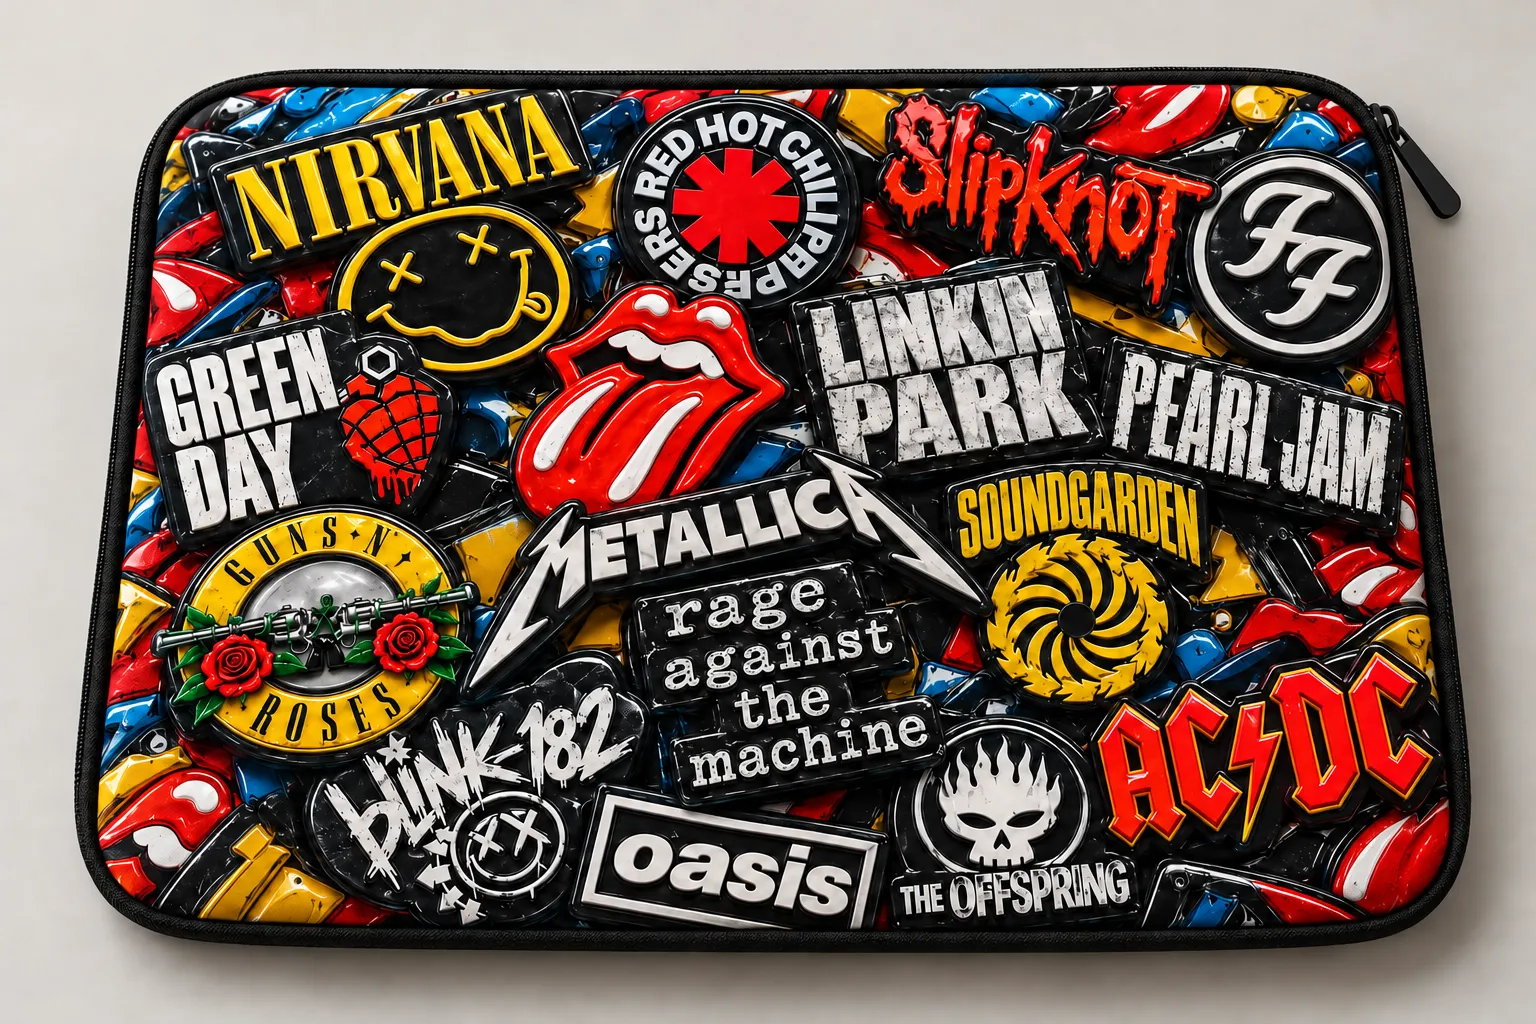 NIRVANA
RED HOT CHILI PEPPERS
SLIPKNOT
FF
GREEN
DAY
LINKIN
PARK
PEARL JAM
METALLICA
SOUNDGARDEN
GUNS N'
ROSES
rage
against
the
machine
blink-182
AC DC
oasis
THE OFFSPRING